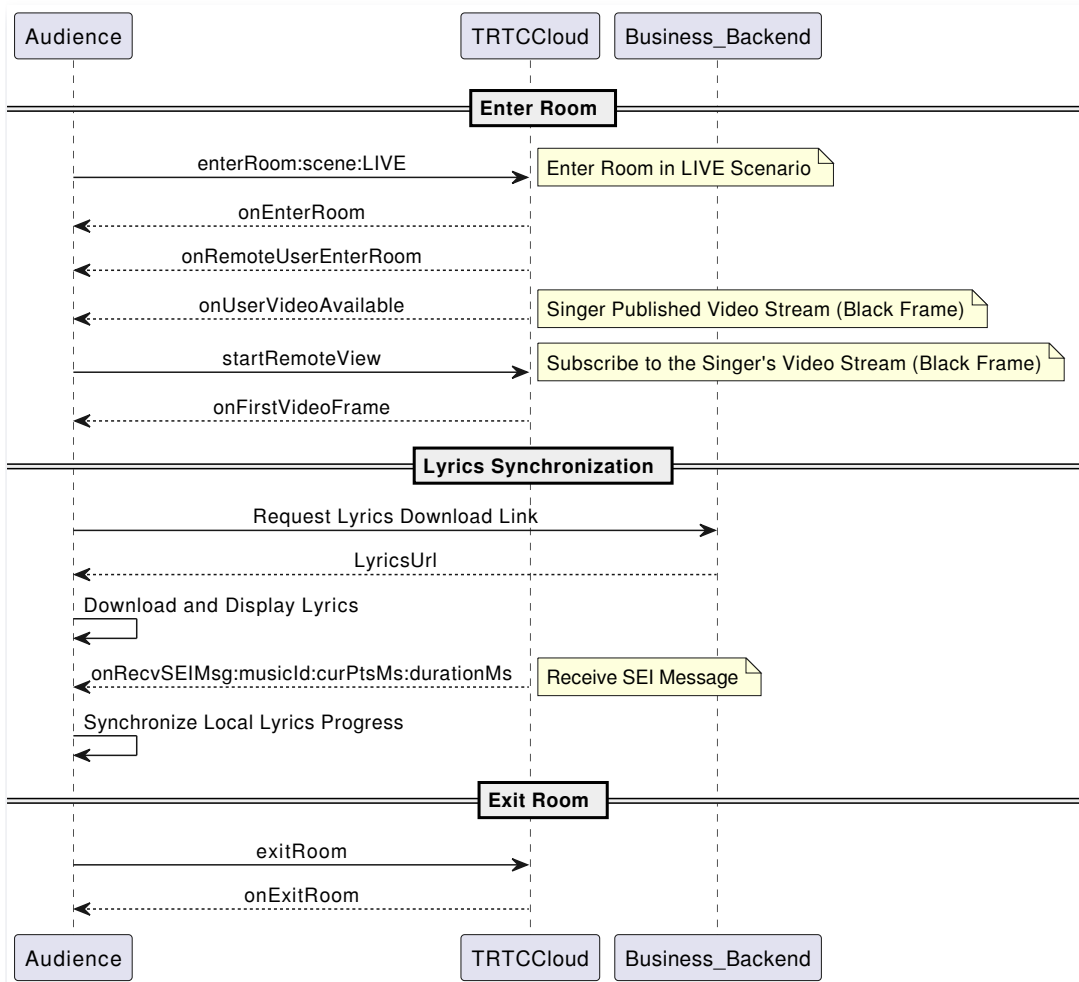 Audience TRTCCloud Business_Backend
Enter Room
enterRoom:scene:LIVE Enter Room in LIVE Scenario
onEnterRoom
onRemoteUserEnterRoom
onUserVideoAvailable Singer Published Video Stream (Black Frame)
startRemoteView Subscribe to the Singer's Video Stream (Black Frame)
onFirstVideoFrame
Lyrics Synchronization
Request Lyrics Download Link
LyricsUrl
Download and Display Lyrics
onRecvSEIMsg:musicId:curPtsMs:durationMs Receive SEI Message
Synchronize Local Lyrics Progress
Exit Room
exitRoom
onExitRoom
Audience TRTCCloud Business_Backend